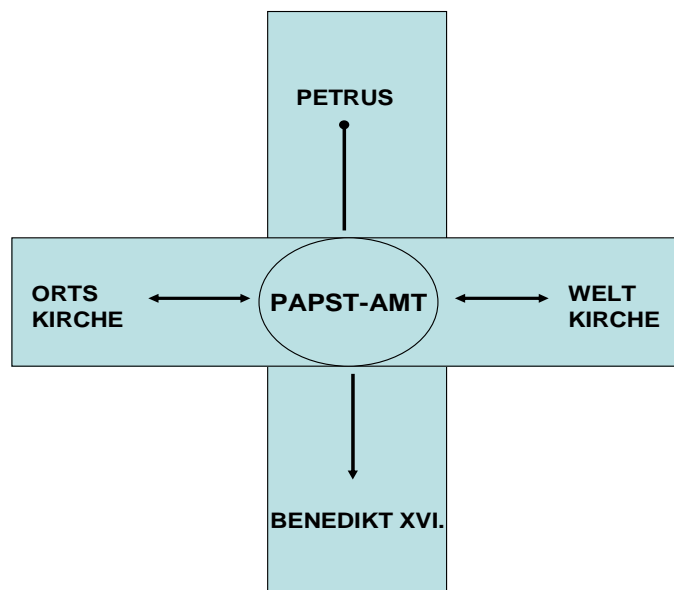 PETRUS
ORTS
KIRCHE
PAPST-AMT
WELT
KIRCHE
BENEDIKT XVI.